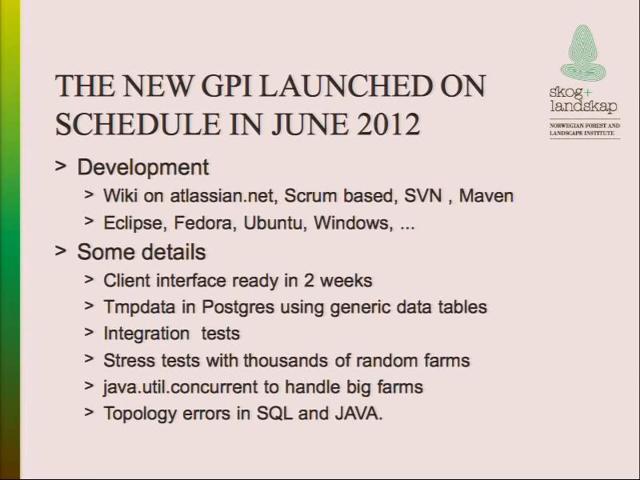 THE NEW GPI LAUNCHED ON
SCHEDULE IN JUNE 2012
skog+
landskap
NORWEGIAN FOREST AND
LANDSCAPE INSTITUTE
> Development
> Wiki on atlassian.net, Scrum based, SVN , Maven
> Eclipse, Fedora, Ubuntu, Windows, ...
> Some details
> Client interface ready in 2 weeks
> Tmpdata in Postgres using generic data tables
> Integration tests
> Stress tests with thousands of random farms
> java.util.concurrent to handle big farms
> Topology errors in SQL and JAVA.